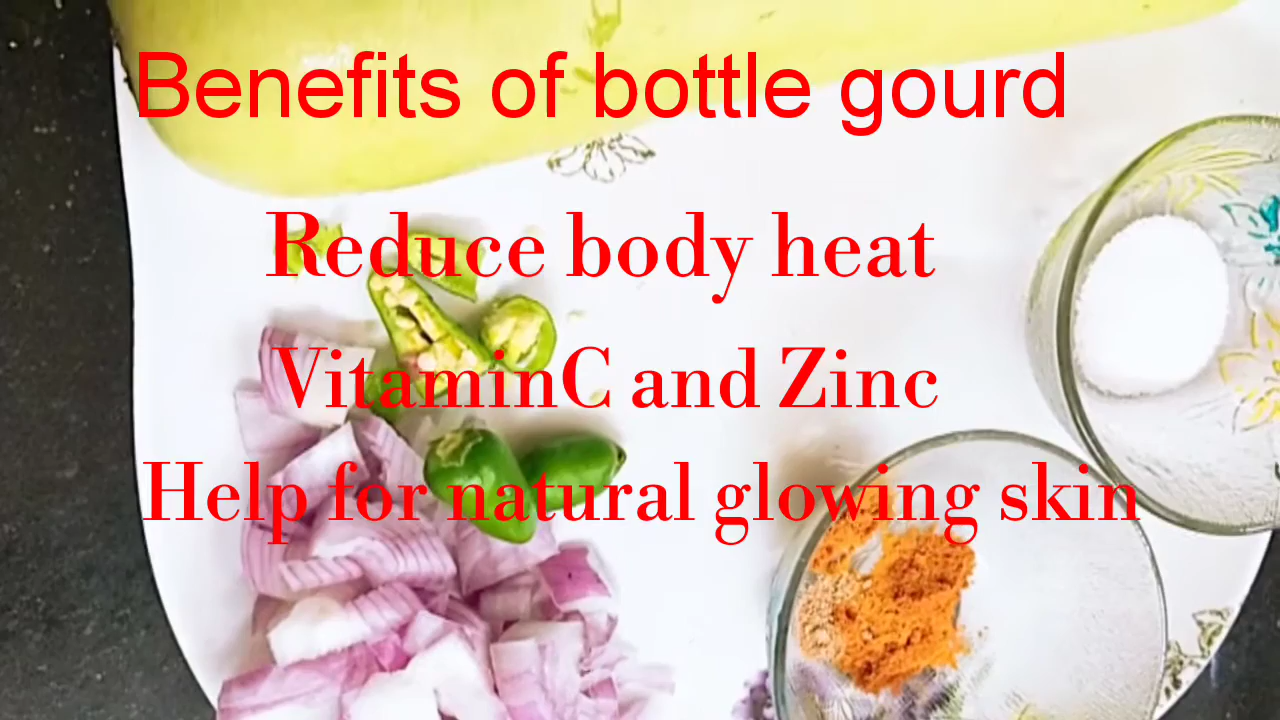 Benefits of bottle gourd
Reduce body heat
VitaminC and Zinc
Help for natural glowing skin